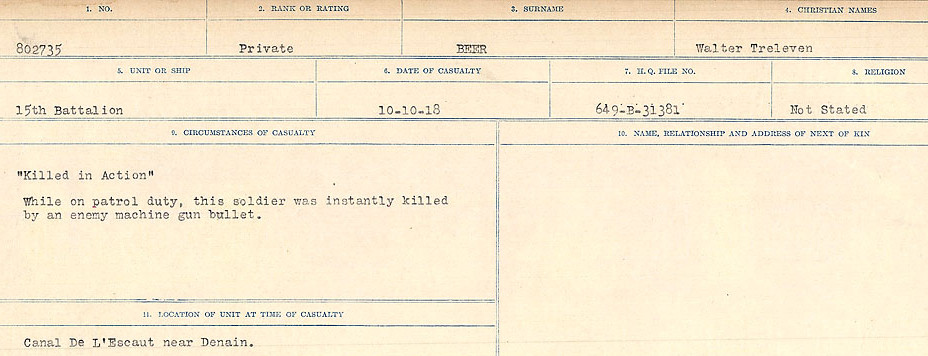 1. NO.
2. RANK OR RATING
3. SURNAME
4. CHRISTIAN NAMES
802735
Private
BEER
Walter Treleven
5. UNIT OR SHIP
6. DATE OF CASUALTY
7. H.Q. FILE NO.
8. RELIGION
15th Battalion
10-10-18
649-B-31381
Not Stated
9. CIRCUMSTANCES OF CASUALTY
10. NAME, RELATIONSHIP AND ADDRESS OF NEXT OF KIN
"Killed in Action"
While on patrol duty, this soldier was instantly killed
by an enemy machine gun bullet.
11. LOCATION OF UNIT AT TIME OF CASUALTY
Canal De L'Escaut near Denain.